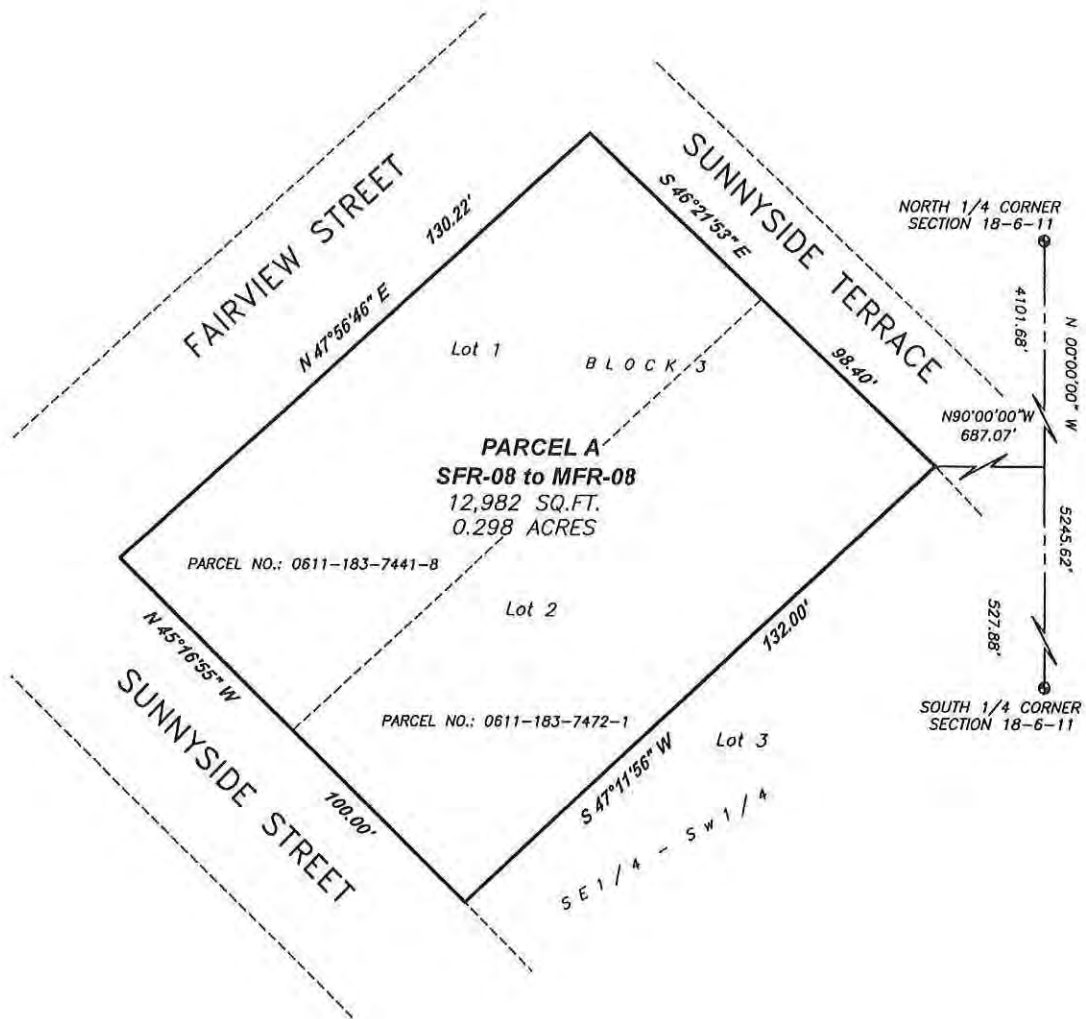 FAIRVIEW STREET
SUNNYSIDE TERRACE
S 46°21'53" E
130.22'
N 47°56'46" E
NORTH 1/4 CORNER
SECTION 18-6-11
4101.68'
N 00°00'00" W
Lot 1
BLOCK 3
98.40'
N90°00'00"W
687.07'
PARCEL A
SFR-08 to MFR-08
12,982 SQ.FT.
0.298 ACRES
5245.62'
PARCEL NO.: 0611-183-7441-8
Lot 2
132.00'
527.88'
N 45°16'55" W
SUNNYSIDE STREET
PARCEL NO.: 0611-183-7472-1
SOUTH 1/4 CORNER
SECTION 18-6-11
Lot 3
S 47°11'56" W
100.00'
SE1/4 - Sw1/4